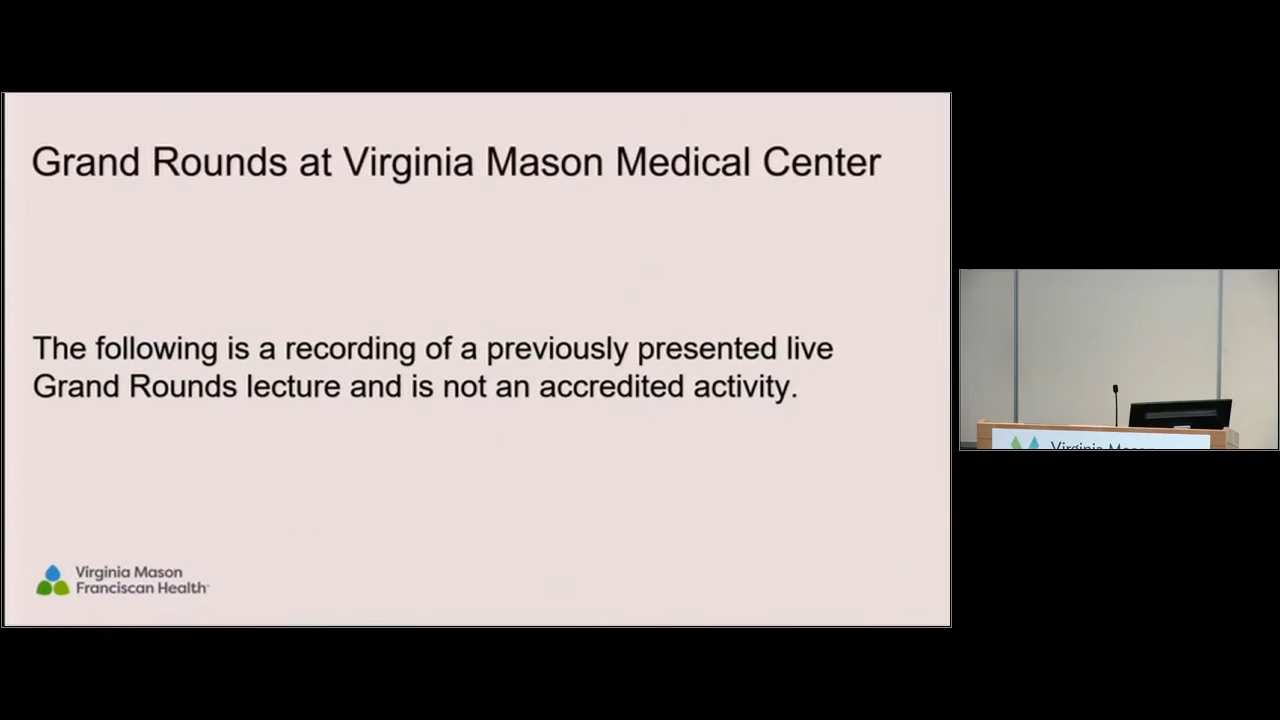 Grand Rounds at Virginia Mason Medical Center
The following is a recording of a previously presented live
Grand Rounds lecture and is not an accredited activity.
Virginia Mason
Franciscan Health
Virginia